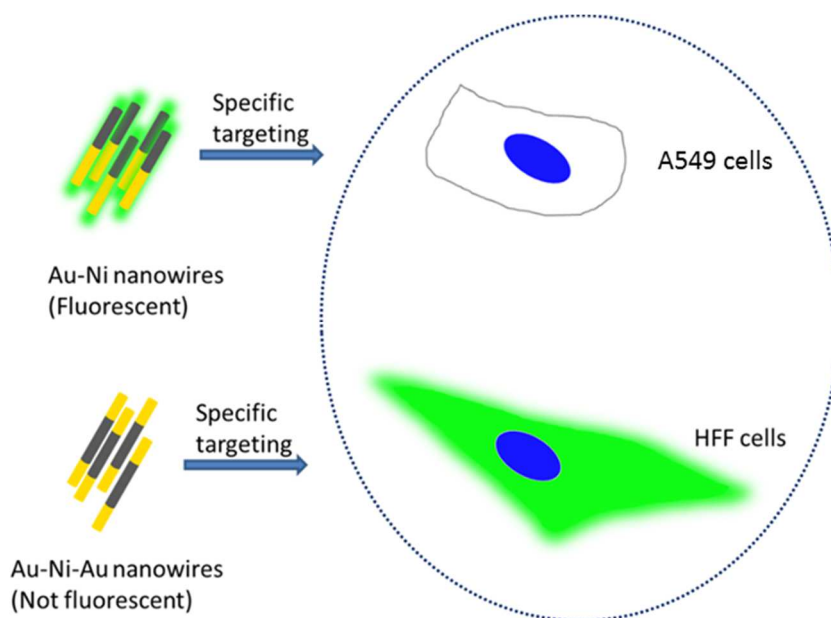 Specific
targeting
A549 cells
Au-Ni nanowires
(Fluorescent)
Specific
targeting
HFF cells
Au-Ni-Au nanowires
(Not fluorescent)